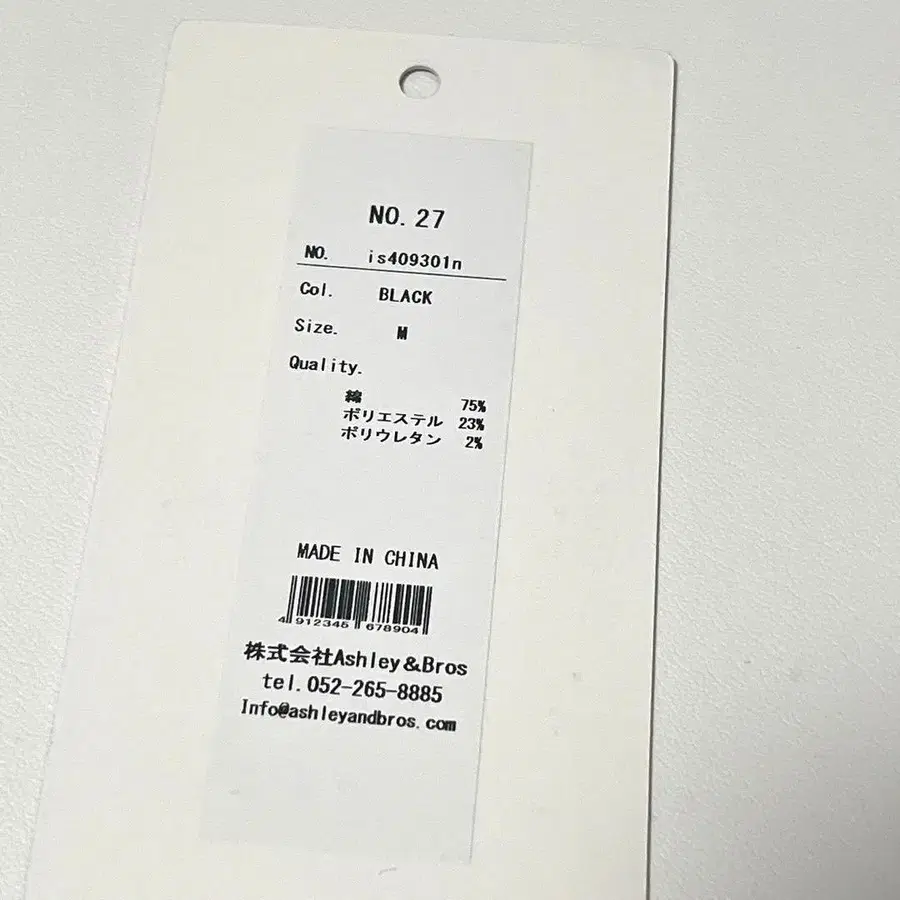 NO. 27
NO. is409301n
Col. BLACK
Size. M
Quality.
綿 75%
ポリエステル 23%
ポリウレタン 2%
MADE IN CHINA
4 912345 678904
株式会社Ashley&Bros
tel.052-265-8885
Info@ashleyandbros.com